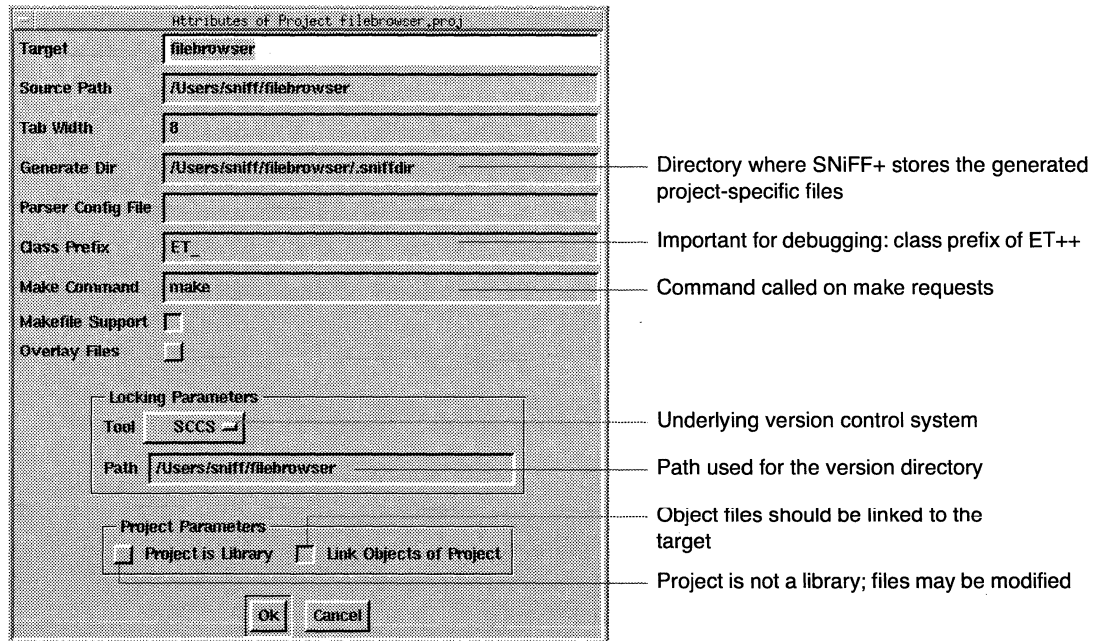 Attributes of Project filebrowser.proj
Target filebrowser
Source Path /Users/sniff/filebrowser
Tab Width 8
Generate Dir /Users/sniff/filebrowser/.sniffdir
Directory where SNiFF+ stores the generated
project-specific files
Parser Config File
Class Prefix ET_
Important for debugging: class prefix of ET++
Make Command make
Command called on make requests
Makefile Support
Overlay Files
Locking Parameters
Tool SCCS
Underlying version control system
Path /Users/sniff/filebrowser
Path used for the version directory
Object files should be linked to the
target
Project Parameters
Project is Library Link Objects of Project
Project is not a library; files may be modified
Ok Cancel